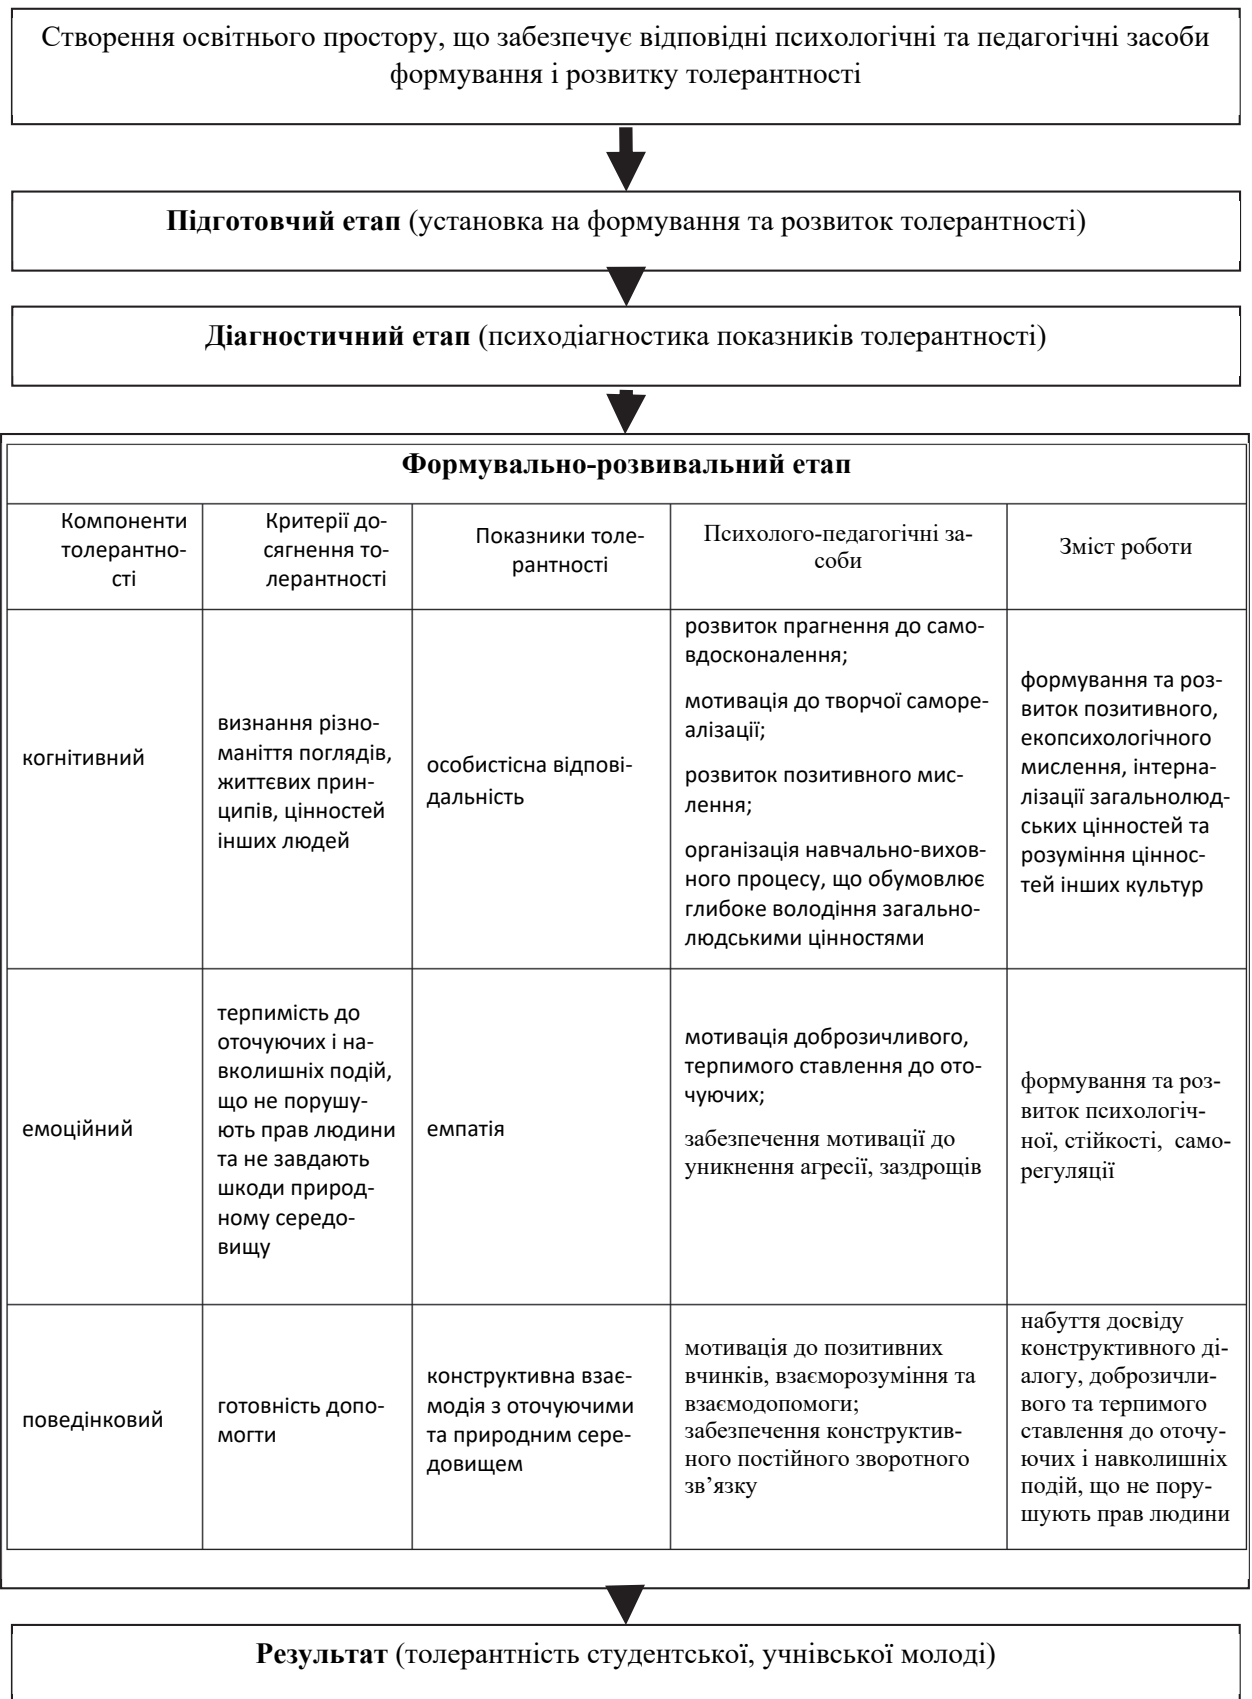 Створення освітнього простору, що забезпечує відповідні психологічні та педагогічні засоби
формування і розвитку толерантності
Підготовчий етап (установка на формування та розвиток толерантності)
Діагностичний етап (психодіагностика показників толерантності)
Формувально-розвивальний етап
Компоненти
толерантно-
сті
Критерії до-
сягнення то-
лерантності
Показники толе-
рантності
Психолого-педагогічні за-
соби
Зміст роботи
когнітивний
визнання різно-
маніття поглядів,
життєвих прин-
ципів, цінностей
інших людей
особистісна відпові-
дальність
розвиток прагнення до само-
вдосконалення;
мотивація до творчої саморе-
алізації;
розвиток позитивного мис-
лення;
організація навчально-вихов-
ного процесу, що обумовлює
глибоке володіння загально-
людськими цінностями
формування та роз-
виток позитивного,
екопсихологічного
мислення, інтерна-
лізації загальнолюд-
ських цінностей та
розуміння ціннос-
тей інших культур
емоційний
терпимість до
оточуючих і на-
вколишніх подій,
що не порушу-
ють прав людини
та не завдають
шкоди природ-
ному середо-
вищу
емпатія
мотивація доброзичливого,
терпимого ставлення до ото-
чуючих;
забезпечення мотивації до
уникнення агресії, заздрощів
формування та роз-
виток психологіч-
ної, стійкості, само-
регуляції
поведінковий
готовність допо-
могти
конструктивна взає-
модія з оточуючими
та природним сере-
довищем
мотивація до позитивних
вчинків, взаєморозуміння та
взаємодопомоги;
забезпечення конструктив-
ного постійного зворотного
зв’язку
набуття досвіду
конструктивного ді-
алогу, доброзичли-
вого та терпимого
ставлення до оточу-
ючих і навколишніх
подій, що не пору-
шують прав людини
Результат (толерантність студентської, учнівської молоді)